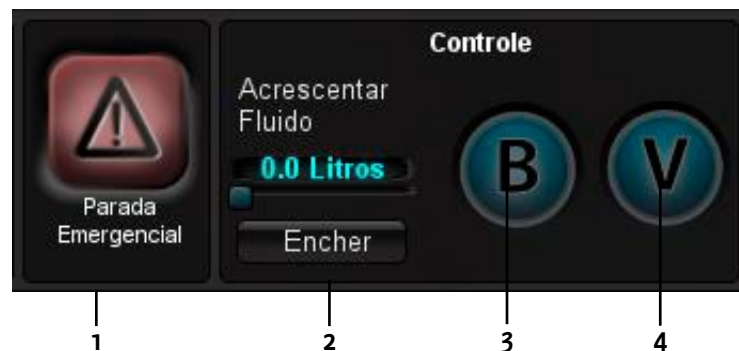 Controle
Acrescentar
Fluido
0.0 Litros
Encher
B
V
Parada
Emergencial
1
2
3
4